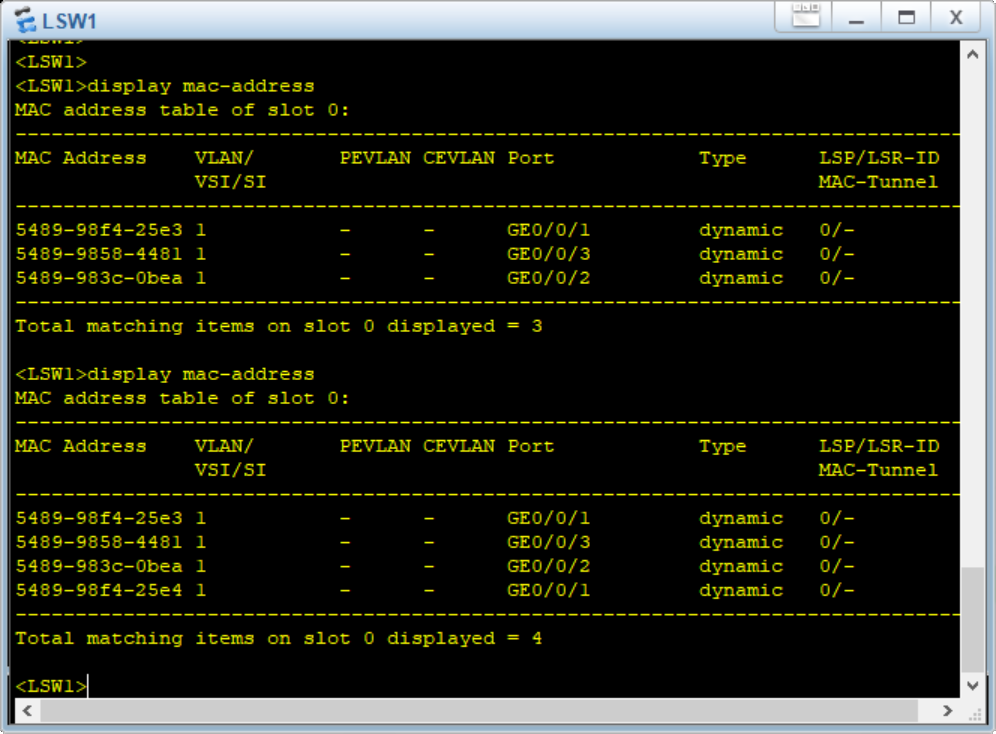 LSW1
<LSW1>
<LSW1>
<LSW1>display mac-address
MAC address table of slot 0:
-------------------------------------------------------------------------------
MAC Address    VLAN/       PEVLAN CEVLAN Port            Type      LSP/LSR-ID
               VSI/SI                                              MAC-Tunnel
-------------------------------------------------------------------------------
5489-98f4-25e3 1           -      -      GE0/0/1         dynamic   0/-
5489-9858-4481 1           -      -      GE0/0/3         dynamic   0/-
5489-983c-0bea 1           -      -      GE0/0/2         dynamic   0/-
-------------------------------------------------------------------------------
Total matching items on slot 0 displayed = 3
<LSW1>display mac-address
MAC address table of slot 0:
-------------------------------------------------------------------------------
MAC Address    VLAN/       PEVLAN CEVLAN Port            Type      LSP/LSR-ID
               VSI/SI                                              MAC-Tunnel
-------------------------------------------------------------------------------
5489-98f4-25e3 1           -      -      GE0/0/1         dynamic   0/-
5489-9858-4481 1           -      -      GE0/0/3         dynamic   0/-
5489-983c-0bea 1           -      -      GE0/0/2         dynamic   0/-
5489-98f4-25e4 1           -      -      GE0/0/1         dynamic   0/-
-------------------------------------------------------------------------------
Total matching items on slot 0 displayed = 4
<LSW1>